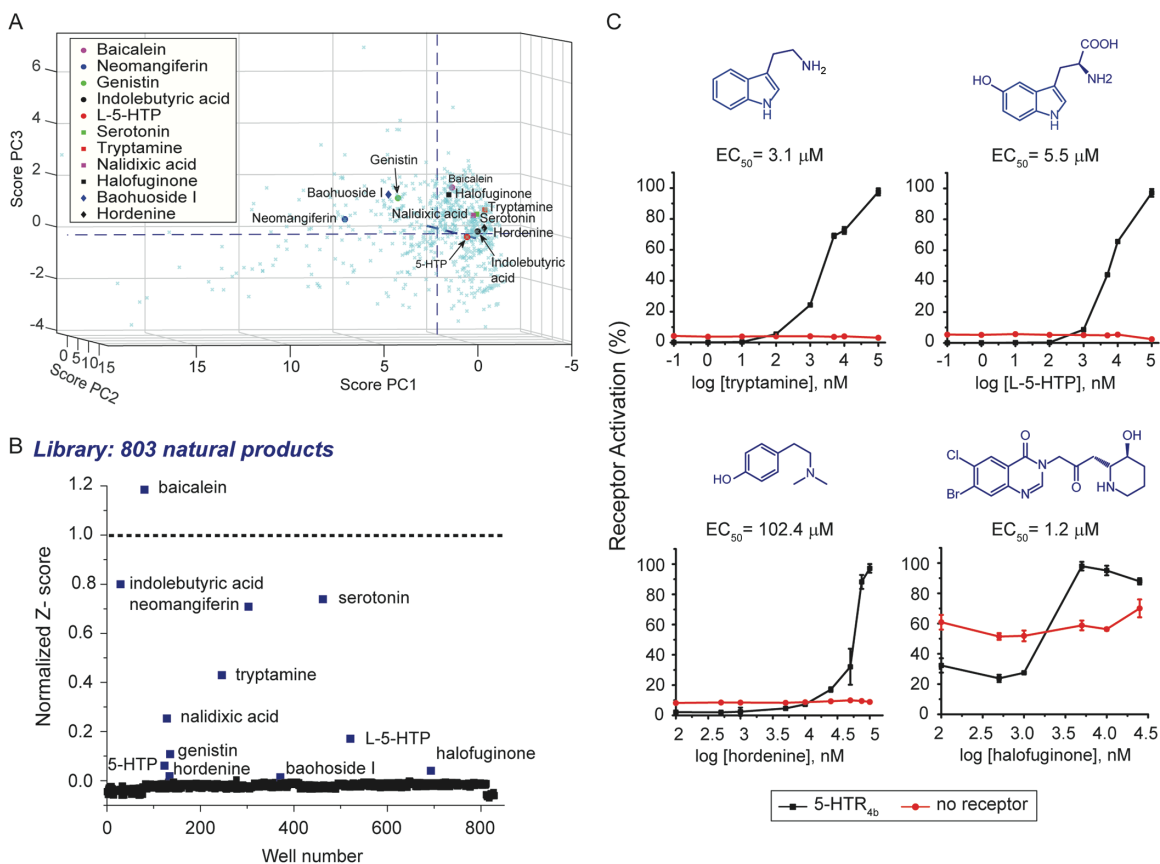 A
Baicalein
Neomangiferin
Genistin
Indolebutyric acid
L-5-HTP
Serotonin
Tryptamine
Nalidixic acid
Halofuginone
Baohuoside I
Hordenine
Score PC3
6
4
2
0
-2
-4
Genistin
Baohuoside I
Neomangiferin
Baicalein
Halofuginone
Tryptamine
Nalidixic acid
Serotonin
Hordenine
5-HTP
Indolebutyric
acid
0 5 10 15
Score PC2
15
10
5
0
-5
Score PC1
B
Library: 803 natural products
Normalized Z- score
1.2
1.0
0.8
0.6
0.4
0.2
0.0
baicalein
indolebutyric acid
neomangiferin
serotonin
tryptamine
nalidixic acid
L-5-HTP
genistin
5-HTP
hordenine
baohoside I
halofuginone
0 200 400 600 800
Well number
C
Receptor Activation (%)
NH2
N
H
EC50= 3.1 µM
100
80
60
40
20
0
-1 0 1 2 3 4 5
log [tryptamine], nM
COOH
HO
NH2
N
H
EC50= 5.5 µM
100
80
60
40
20
0
-1 0 1 2 3 4 5
log [L-5-HTP], nM
HO
N
EC50= 102.4 µM
100
80
60
40
20
0
2 2.5 3 3.5 4 4.5 5
log [hordenine], nM
O
OH
Cl
N
Br
N
O
HN
EC50= 1.2 µM
100
80
60
40
20
0
2 2.5 3.0 3.5 4.0 4.5
log [halofuginone], nM
5-HTR4b
no receptor